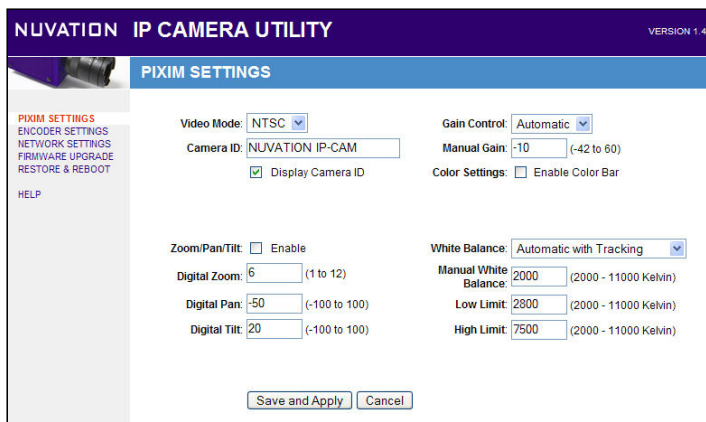 NUVATION IP CAMERA UTILITY
VERSION 1.4
PIXIM SETTINGS
PIXIM SETTINGS
ENCODER SETTINGS
NETWORK SETTINGS
FIRMWARE UPGRADE
RESTORE & REBOOT
HELP
Video Mode: NTSC
Camera ID: NUVATION IP-CAM
Display Camera ID
Gain Control: Automatic
Manual Gain: -10 (-42 to 60)
Color Settings: Enable Color Bar
Zoom/Pan/Tilt: Enable
Digital Zoom: 6 (1 to 12)
Digital Pan: -50 (-100 to 100)
Digital Tilt: 20 (-100 to 100)
White Balance: Automatic with Tracking
Manual White
Balance: 2000 (2000 - 11000 Kelvin)
Low Limit: 2800 (2000 - 11000 Kelvin)
High Limit: 7500 (2000 - 11000 Kelvin)
Save and Apply Cancel